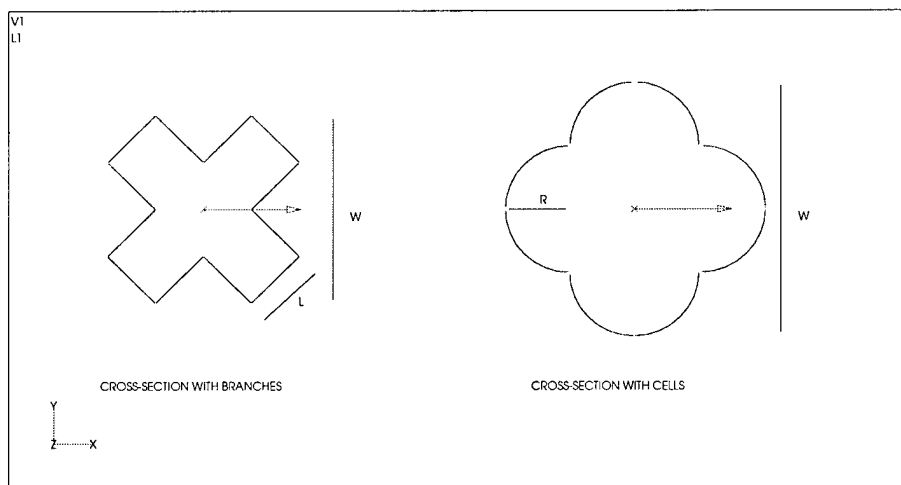 V1
L1
W
L
CROSS-SECTION WITH BRANCHES
R
W
CROSS-SECTION WITH CELLS
Y
Z
X